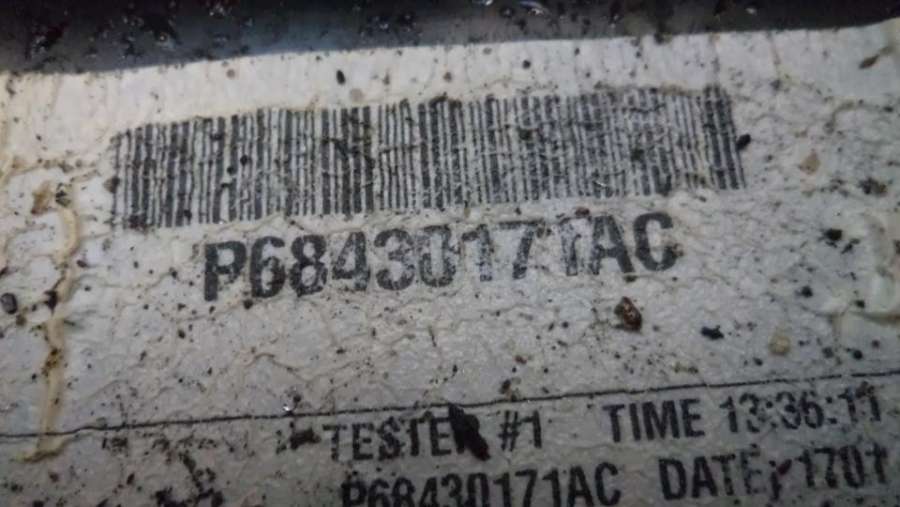 P68430171AC
TESTER #1 TIME 13:36:11
P68430171AC DATE: 1701